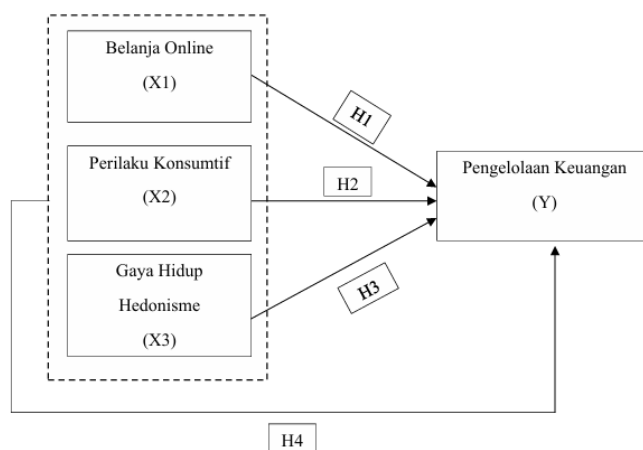 Belanja Online
(X1)
H1
Perilaku Konsumtif
(X2)
H2
Pengelolaan Keuangan
(Y)
Gaya Hidup
Hedonisme
(X3)
H3
H4